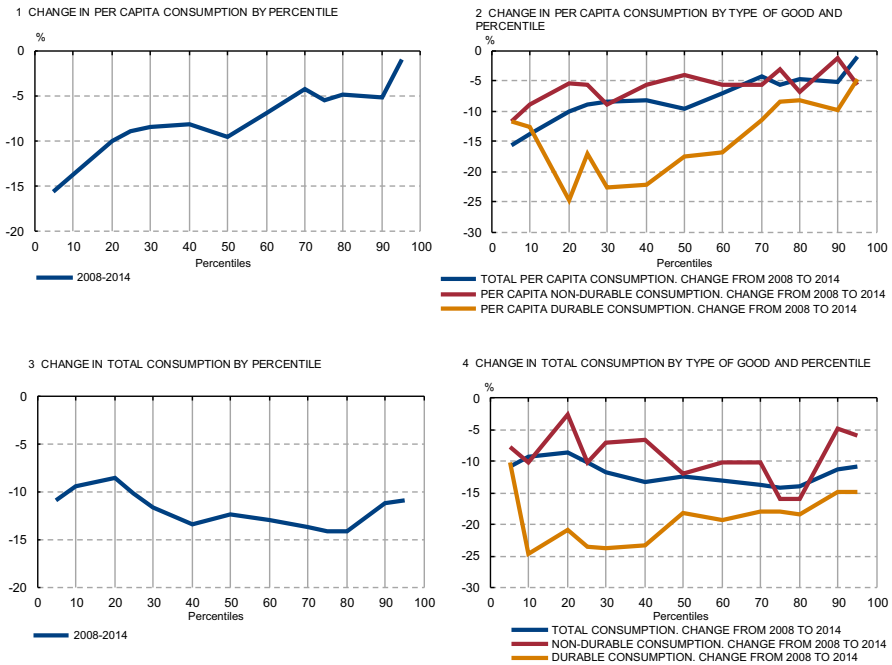 1 CHANGE IN PER CAPITA CONSUMPTION BY PERCENTILE
%
0
-5
-10
-15
-20
0 10 20 30 40 50 60 70 80 90 100
Percentiles
2008-2014
2 CHANGE IN PER CAPITA CONSUMPTION BY TYPE OF GOOD AND
PERCENTILE
%
0
-5
-10
-15
-20
-25
-30
0 10 20 30 40 50 60 70 80 90 100
Percentiles
TOTAL PER CAPITA CONSUMPTION. CHANGE FROM 2008 TO 2014
PER CAPITA NON-DURABLE CONSUMPTION. CHANGE FROM 2008 TO 2014
PER CAPITA DURABLE CONSUMPTION. CHANGE FROM 2008 TO 2014
3 CHANGE IN TOTAL CONSUMPTION BY PERCENTILE
0
-5
-10
-15
-20
0 10 20 30 40 50 60 70 80 90 100
Percentiles
2008-2014
4 CHANGE IN TOTAL CONSUMPTION BY TYPE OF GOOD AND PERCENTILE
%
0
-5
-10
-15
-20
-25
-30
0 10 20 30 40 50 60 70 80 90 100
Percentiles
TOTAL CONSUMPTION. CHANGE FROM 2008 TO 2014
NON-DURABLE CONSUMPTION. CHANGE FROM 2008 TO 2014
DURABLE CONSUMPTION. CHANGE FROM 2008 TO 2014